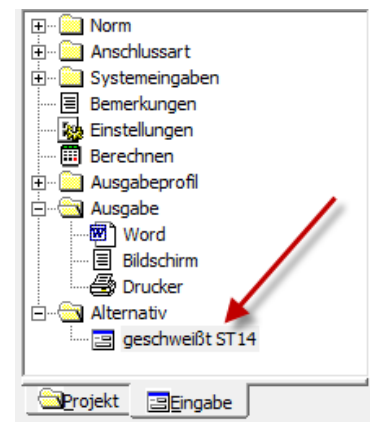 Norm
Anschlussart
Systemeingaben
Bemerkungen
Einstellungen
Berechnen
Ausgabeprofil
Ausgabe
Word
Bildschirm
Drucker
Alternativ
geschweißt ST14
Projekt Eingabe